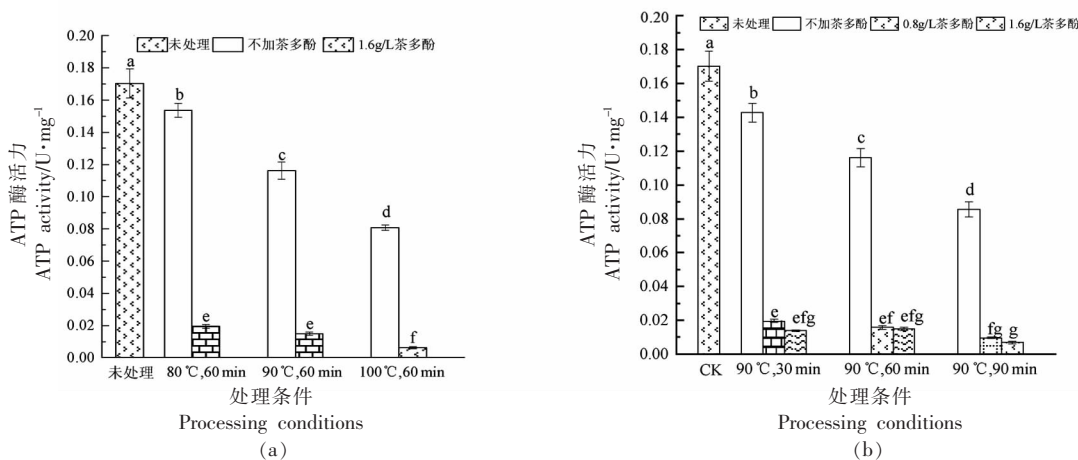 0.20
0.18
0.16
0.14
0.12
0.10
0.08
0.06
0.04
0.02
0.00
ATP 酶活力
ATP activity/U·mg⁻¹
未处理 不加茶多酚 1.6g/L茶多酚
a
b
c
d
e
e
f
未处理 80℃,60 min 90℃,60 min 100℃,60 min
处理条件
Processing conditions
(a)
0.20
0.18
0.16
0.14
0.12
0.10
0.08
0.06
0.04
0.02
0.00
ATP 酶活力
ATP activity/U·mg⁻¹
未处理 不加茶多酚 0.8g/L茶多酚 1.6g/L茶多酚
a
b
c
d
e efg
ef efg
fg g
CK 90℃,30 min 90℃,60 min 90℃,90 min
处理条件
Processing conditions
(b)